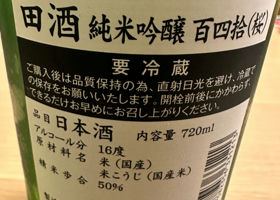 田酒 純米吟醸 百四拾(桜)
要冷蔵
ご購入後は品質保持の為、直射日光を避け、冷蔵で
の保存をお願いいたします。開栓前後にかかわらず、
できるだけお早めにお召し上がりください。
品目 日本酒 内容量 720ml
アルコール分 16度
原材料名 米(国産)
米こうじ(国産米)
精米歩合 50%